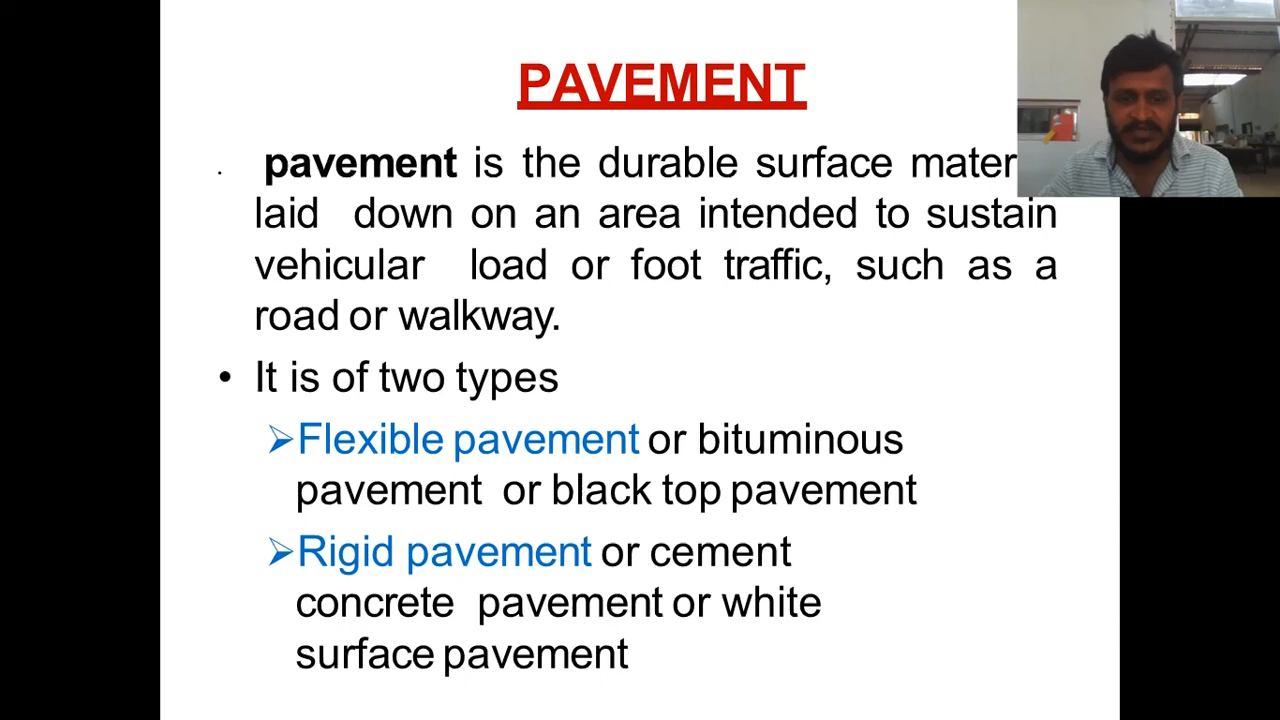 PAVEMENT
. pavement is the durable surface
laid down on an area intended to sustain
vehicular load or foot traffic, such as a
road or walkway.
• It is of two types
➢Flexible pavement or bituminous
pavement or black top pavement
➢Rigid pavement or cement
concrete pavement or white
surface pavement